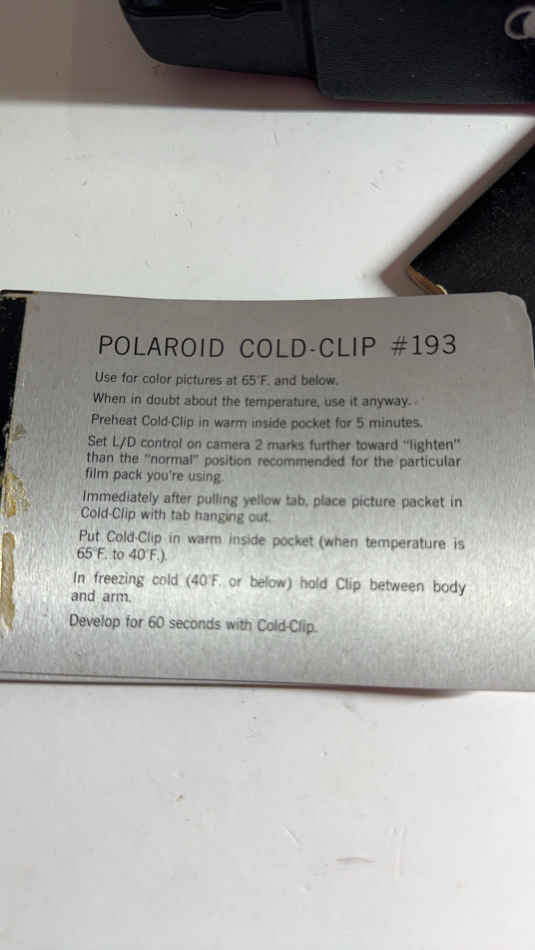 POLAROID COLD-CLIP #193
Use for color pictures at 65°F. and below.
When in doubt about the temperature, use it anyway.
Preheat Cold-Clip in warm inside pocket for 5 minutes.
Set L/D control on camera 2 marks further toward "lighten"
than the "normal" position recommended for the particular
film pack you're using.
Immediately after pulling yellow tab, place picture packet in
Cold-Clip with tab hanging out.
Put Cold-Clip in warm inside pocket (when temperature is
65°F. to 40°F.).
In freezing cold (40°F. or below) hold Clip between body
and arm.
Develop for 60 seconds with Cold-Clip.